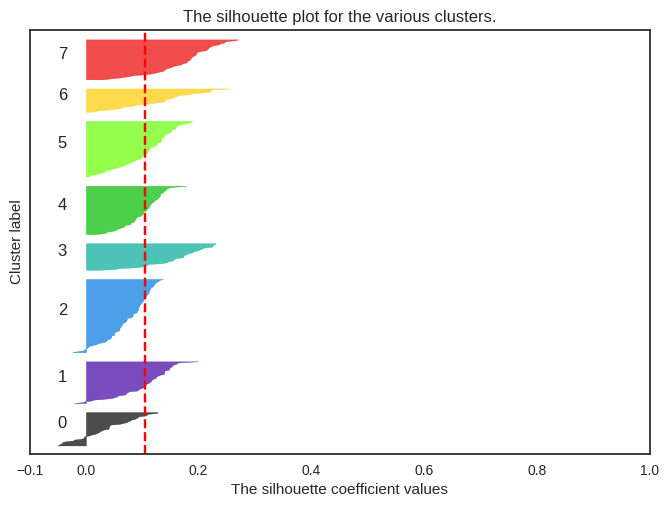 The silhouette plot for the various clusters.
7
6
5
4
3
2
1
0
Cluster label
−0.1 0.0 0.2 0.4 0.6 0.8 1.0
The silhouette coefficient values